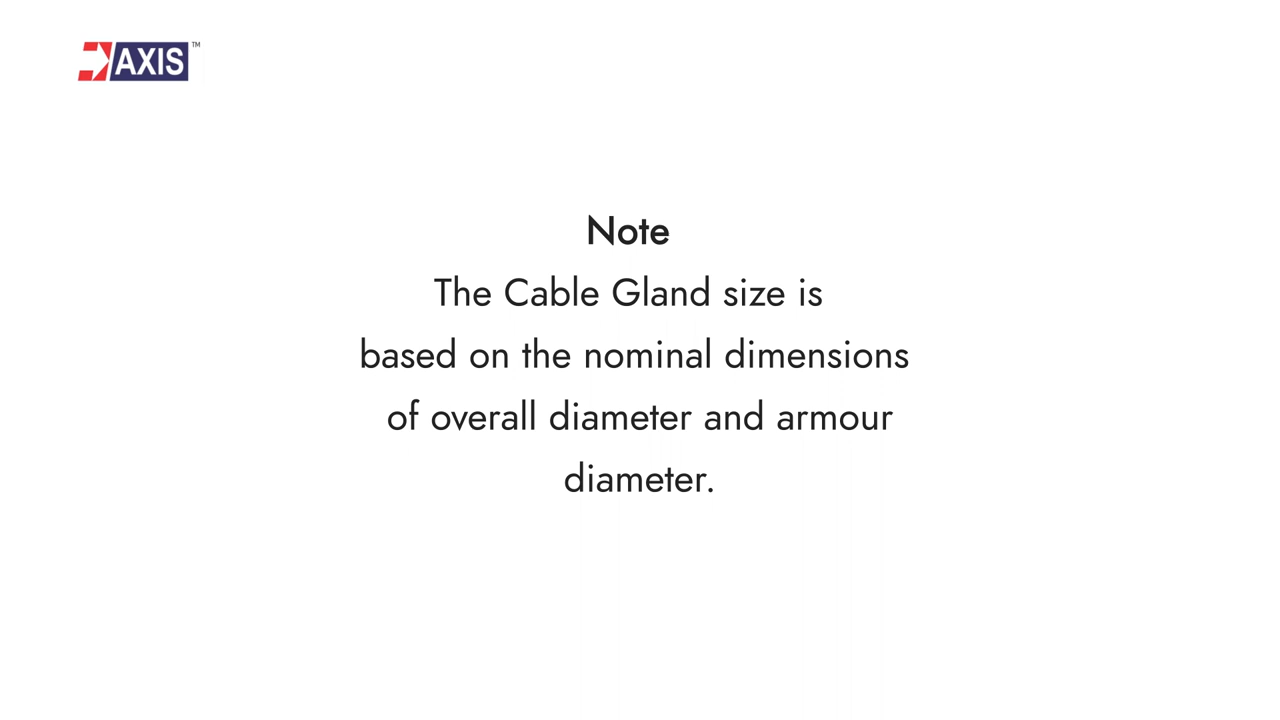 AXIS™
Note
The Cable Gland size is
based on the nominal dimensions
of overall diameter and armour
diameter.